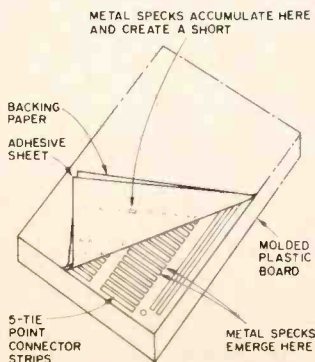 METAL SPECKS ACCUMULATE HERE
AND CREATE A SHORT
BACKING
PAPER
ADHESIVE
SHEET
MOLDED
PLASTIC
BOARD
5-TIE
POINT
CONNECTOR
STRIPS
METAL SPECKS
EMERGE HERE